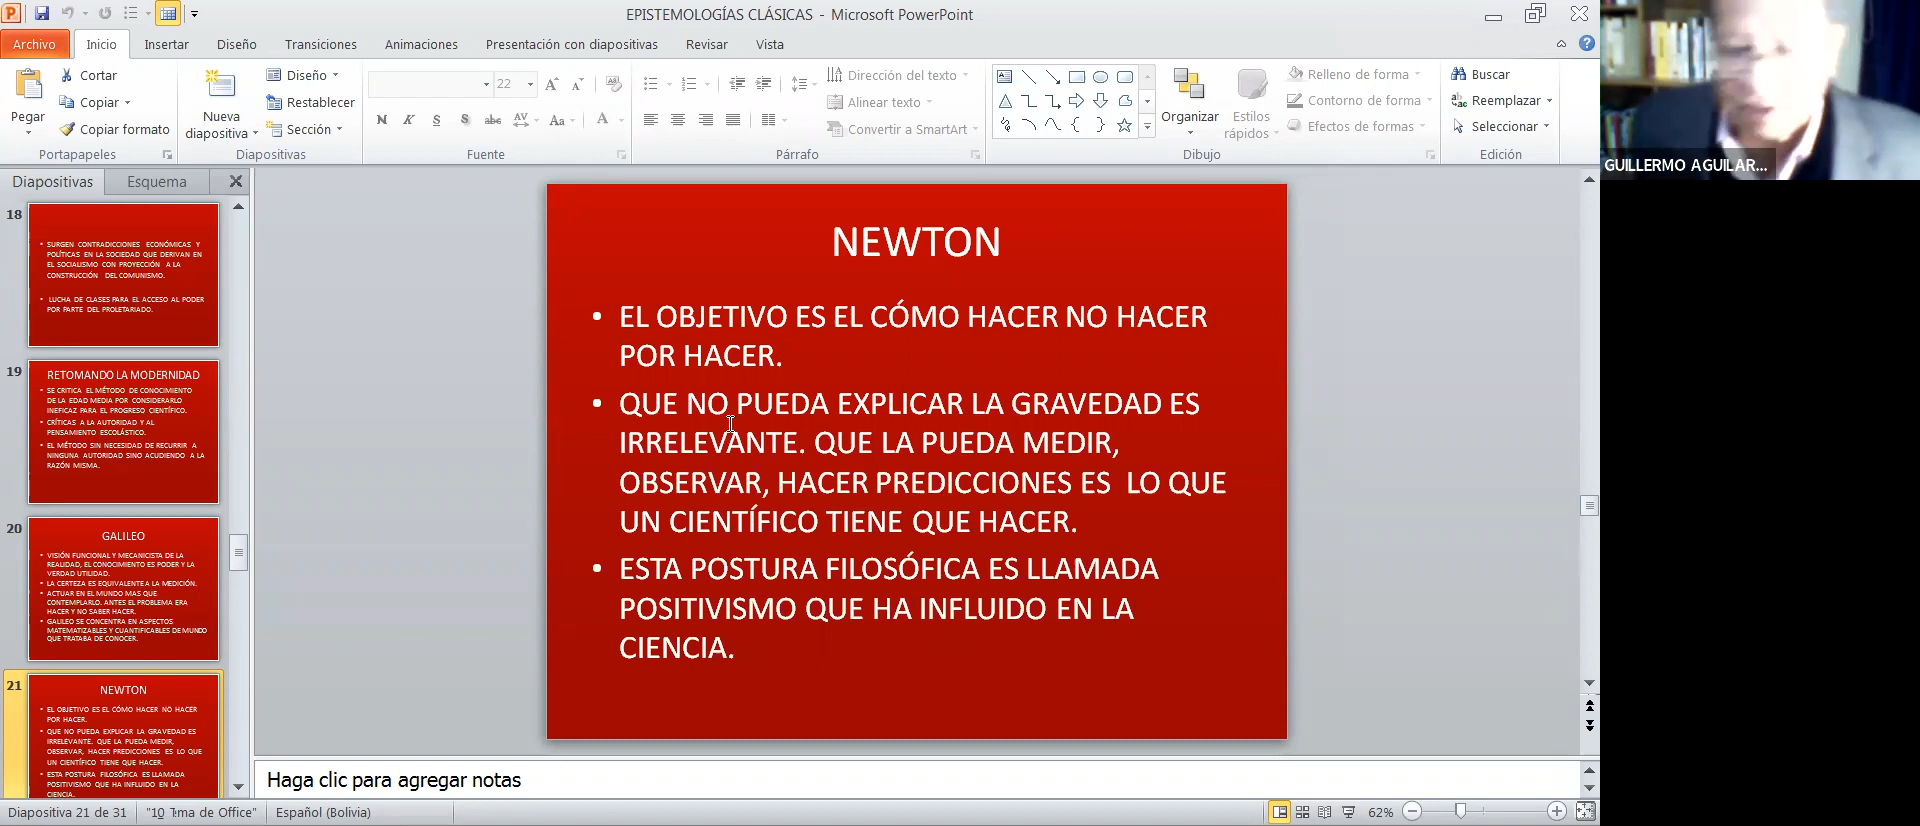 EPISTEMOLOGÍAS CLÁSICAS - Microsoft PowerPoint
Archivo Inicio Insertar Diseño Transiciones Animaciones Presentación con diapositivas Revisar Vista
Pegar
Cortar
Copiar
Copiar formato
Portapapeles
Nueva
diapositiva
Diseño
Restablecer
Sección
Diapositivas
22
N K S S abc AV Aa A
Fuente
Dirección del texto
Alinear texto
Convertir a SmartArt
Párrafo
Organizar
Estilos
rápidos
Relleno de forma
Contorno de forma
Efectos de formas
Dibujo
Buscar
Reemplazar
Seleccionar
Edición
GUILLERMO AGUILAR...
Diapositivas Esquema
18
• SURGEN CONTRADICCIONES ECONÓMICAS Y
POLÍTICAS EN LA SOCIEDAD QUE DERIVAN EN
EL SOCIALISMO CON PROYECCIÓN A LA
CONSTRUCCIÓN DEL COMUNISMO.
• LUCHA DE CLASES PARA EL ACCESO AL PODER
POR PARTE DEL PROLETARIADO.
19
RETOMANDO LA MODERNIDAD
• SE CRITICA EL MÉTODO DE CONOCIMIENTO
DE LA EDAD MEDIA POR CONSIDERARLO
INEFICAZ PARA EL PROGRESO CIENTÍFICO.
• CRÍTICAS A LA AUTORIDAD Y AL
PENSAMIENTO ESCOLÁSTICO.
• EL MÉTODO SIN NECESIDAD DE RECURRIR A
NINGUNA AUTORIDAD SINO ACUDIENDO A LA
RAZÓN MISMA.
20
GALILEO
• VISIÓN FUNCIONAL Y MECANICISTA DE LA
REALIDAD, EL CONOCIMIENTO ES PODER Y LA
VERDAD UTILIDAD.
• LA CERTEZA ES EQUIVALENTE A LA MEDICIÓN.
• ACTUAR EN EL MUNDO MAS QUE
CONTEMPLARLO. ANTES EL PROBLEMA ERA
HACER Y NO SABER HACER.
• GALILEO SE CONCENTRA EN ASPECTOS
MATEMATIZABLES Y CUANTIFICABLES DE MUNDO
QUE TRATABA DE CONOCER.
21
NEWTON
• EL OBJETIVO ES EL CÓMO HACER NO HACER
POR HACER.
• QUE NO PUEDA EXPLICAR LA GRAVEDAD ES
IRRELEVANTE. QUE LA PUEDA MEDIR,
OBSERVAR, HACER PREDICCIONES ES LO QUE
UN CIENTÍFICO TIENE QUE HACER.
• ESTA POSTURA FILOSÓFICA ES LLAMADA
POSITIVISMO QUE HA INFLUIDO EN LA
CIENCIA.
NEWTON
• EL OBJETIVO ES EL CÓMO HACER NO HACER
POR HACER.
• QUE NO PUEDA EXPLICAR LA GRAVEDAD ES
IRRELEVANTE. QUE LA PUEDA MEDIR,
OBSERVAR, HACER PREDICCIONES ES LO QUE
UN CIENTÍFICO TIENE QUE HACER.
• ESTA POSTURA FILOSÓFICA ES LLAMADA
POSITIVISMO QUE HA INFLUIDO EN LA
CIENCIA.
Haga clic para agregar notas
Diapositiva 21 de 31 "10_Tema de Office" Español (Bolivia) 62%